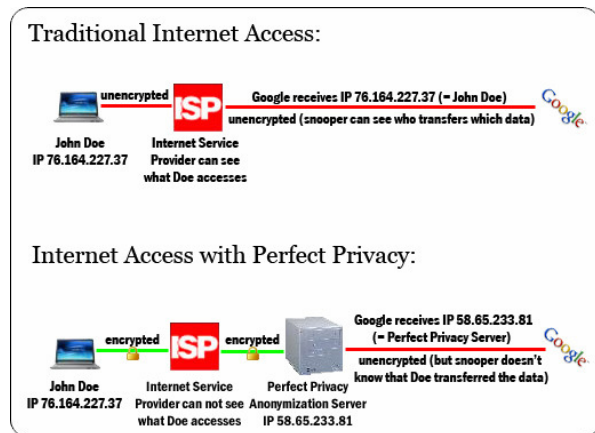 Traditional Internet Access:
unencrypted
ISP
Google receives IP 76.164.227.37 (= John Doe)
unencrypted (snooper can see who transfers which data)
Google
John Doe
IP 76.164.227.37
Internet Service
Provider can see
what Doe accesses
Internet Access with Perfect Privacy:
encrypted
ISP
encrypted
Google receives IP 58.65.233.81
(= Perfect Privacy Server)
unencrypted (but snooper doesn't
know that Doe transferred the data)
Google
John Doe
IP 76.164.227.37
Internet Service
Provider can not see
what Doe accesses
Perfect Privacy
Anonymization Server
IP 58.65.233.81